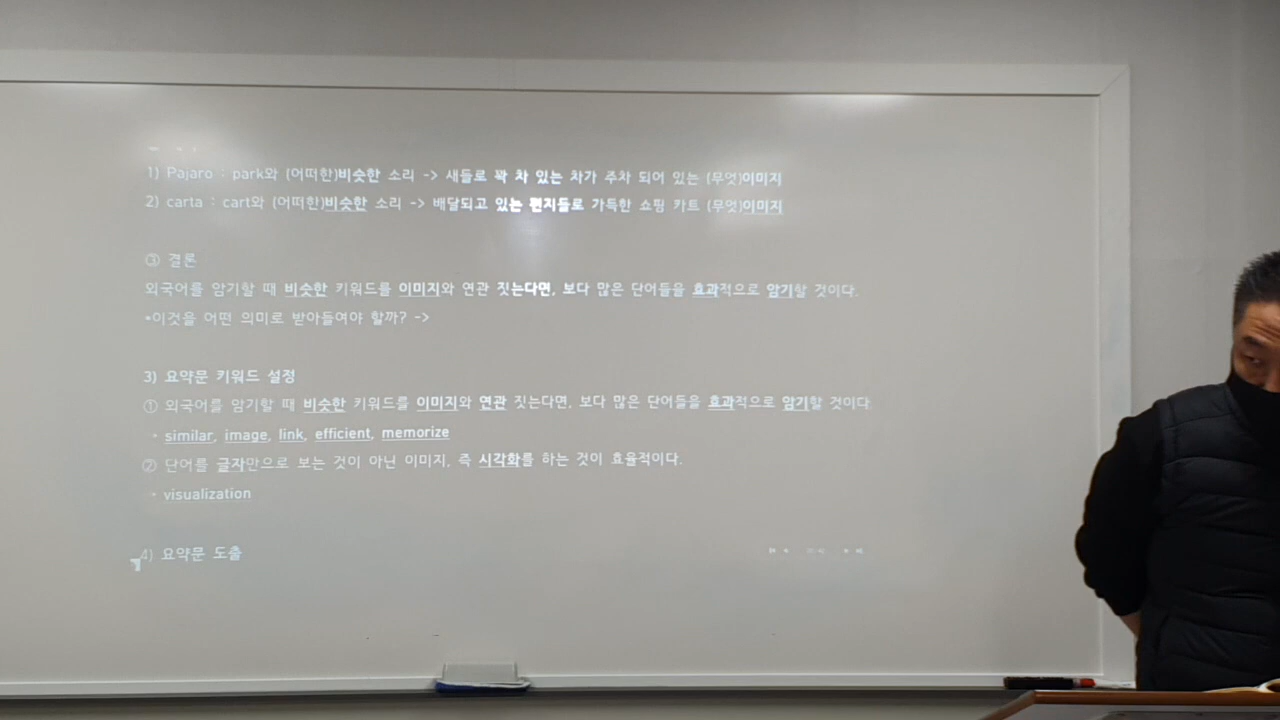 1) Pajaro : park와 (어떠한)비슷한 소리 -> 새들로 꽉 차 있는 차가 주차 되어 있는 (무엇)이미지
2) carta : cart와 (어떠한)비슷한 소리 -> 배달되고 있는 편지들로 가득한 쇼핑 카트 (무엇)이미지
③ 결론
외국어를 암기할 때 비슷한 키워드를 이미지와 연관 짓는다면, 보다 많은 단어들을 효과적으로 암기할 것이다.
*이것을 어떤 의미로 받아들여야 할까? ->
3) 요약문 키워드 설정
① 외국어를 암기할 때 비슷한 키워드를 이미지와 연관 짓는다면, 보다 많은 단어들을 효과적으로 암기할 것이다.
· similar, image, link, efficient, memorize
② 단어를 글자만으로 보는 것이 아닌 이미지, 즉 시각화를 하는 것이 효율적이다.
· visualization
4) 요약문 도출